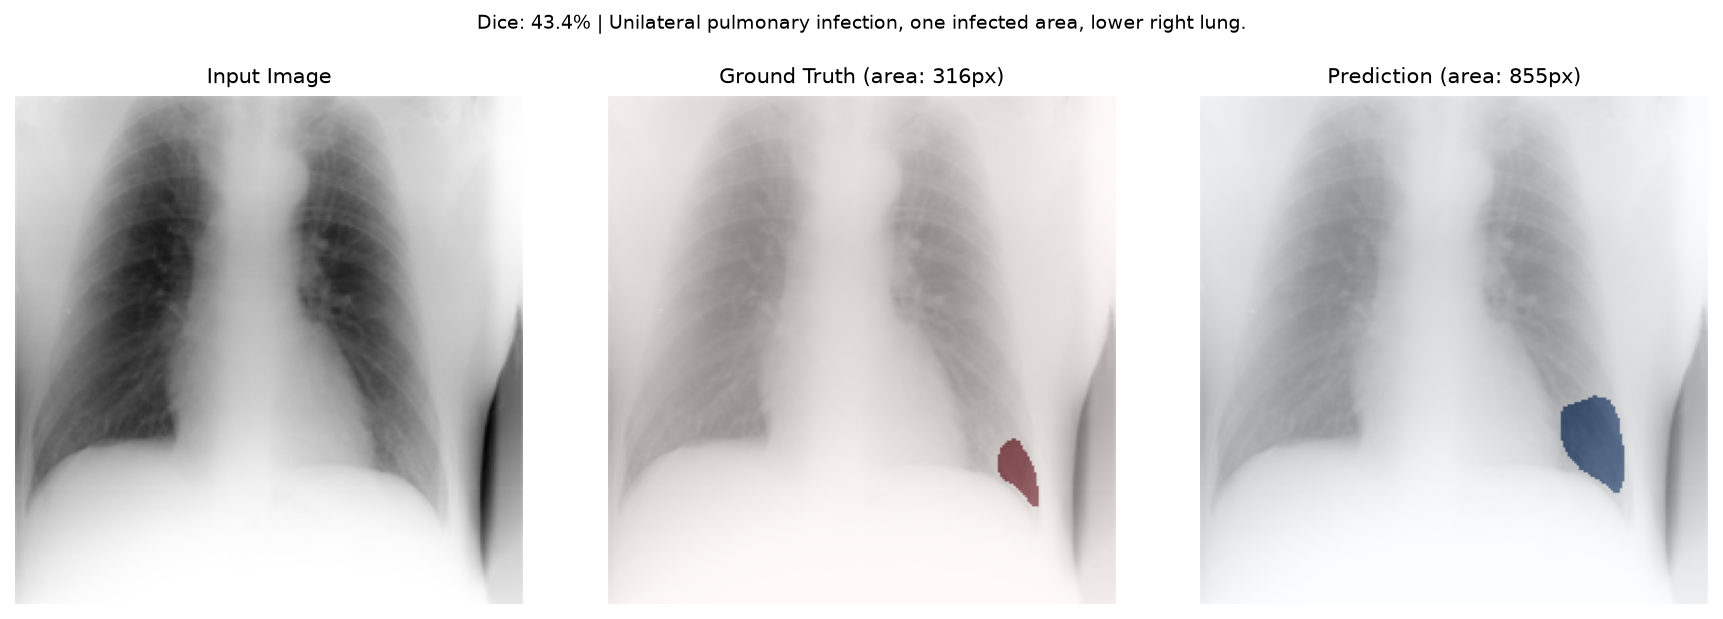 Dice: 43.4% | Unilateral pulmonary infection, one infected area, lower right lung.
Input Image
Ground Truth (area: 316px)
Prediction (area: 855px)